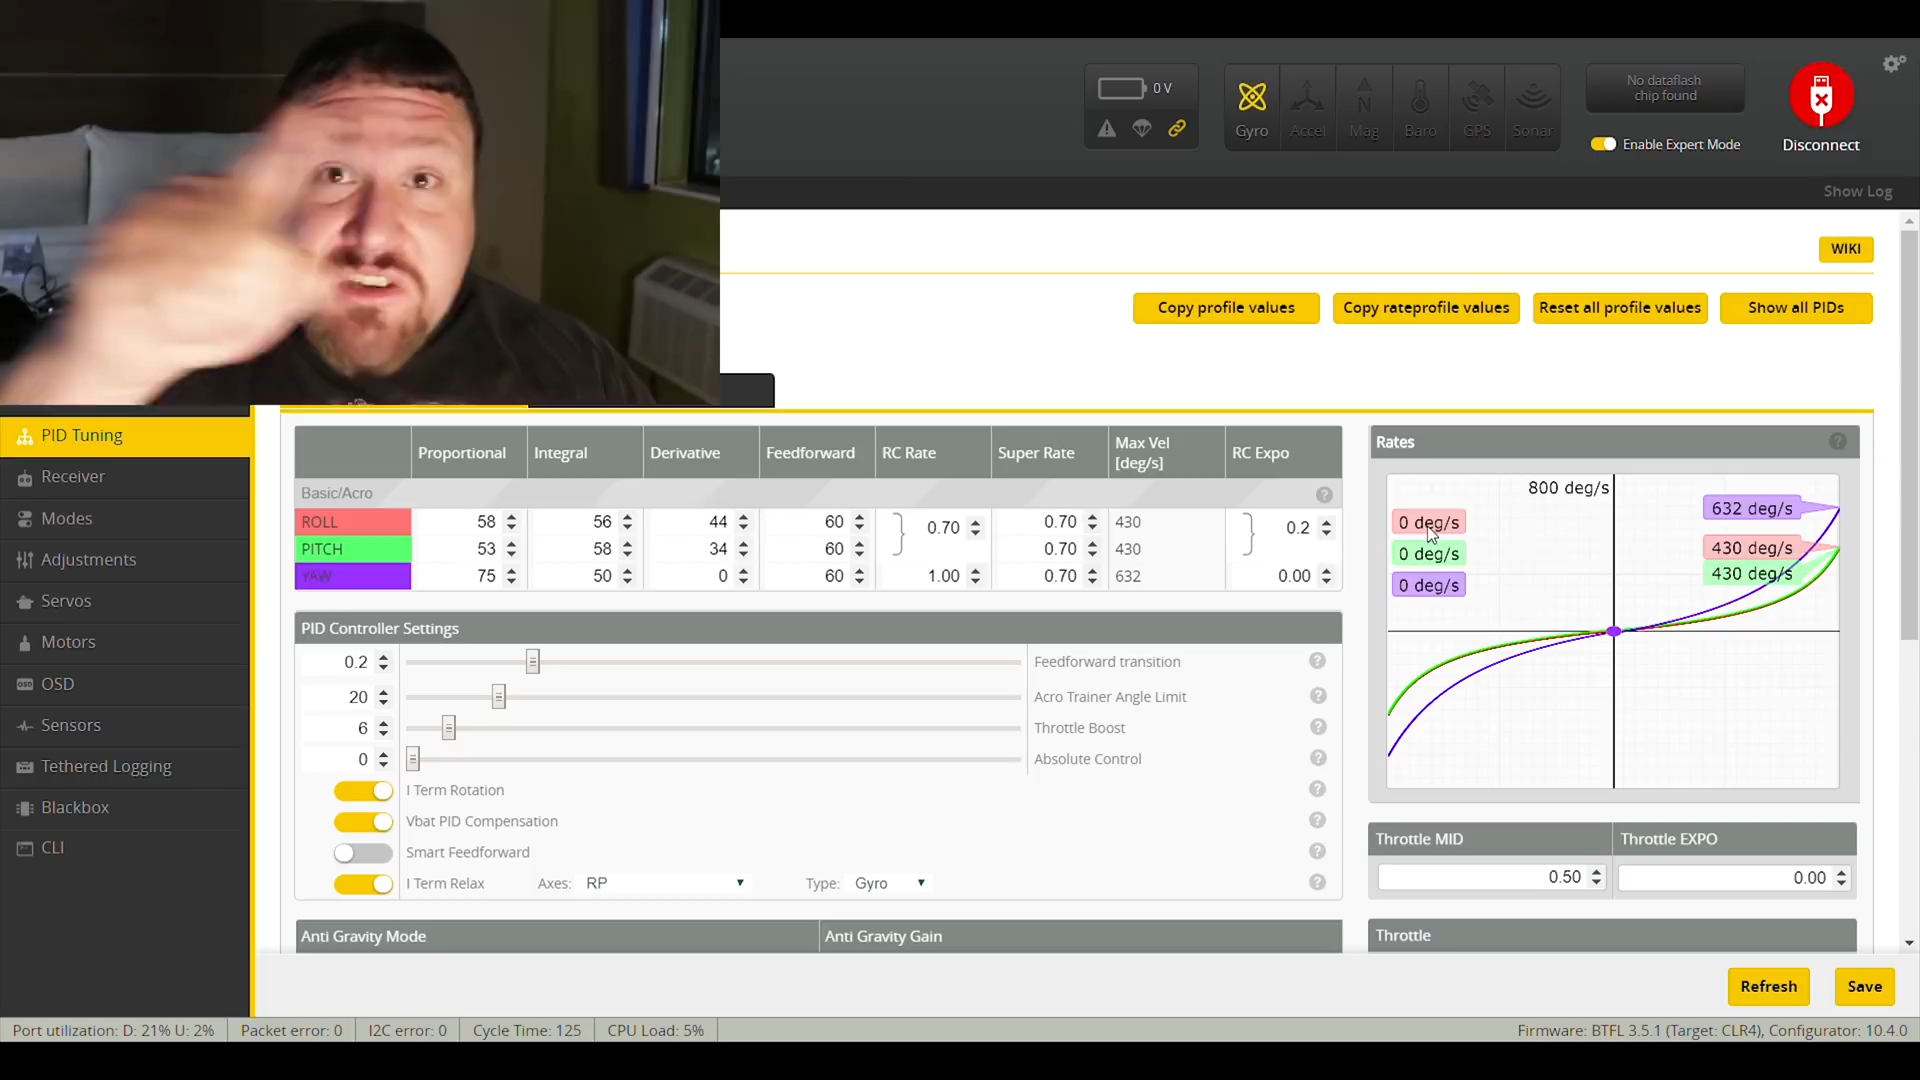 0 V
Gyro Accel Mag Baro GPS Sonar
No dataflash
chip found
Enable Expert Mode
Disconnect
Show Log
WIKI
Copy profile values Copy rateprofile values Reset all profile values Show all PIDs
PID Tuning
Receiver
Modes
Adjustments
Servos
Motors
OSD
Sensors
Tethered Logging
Blackbox
CLI
Proportional Integral Derivative Feedforward RC Rate Super Rate Max Vel [deg/s] RC Expo
Basic/Acro
ROLL 58 56 44 60 0.70 0.70 430 0.2
PITCH 53 58 34 60 0.70 430
YAW 75 50 0 60 1.00 0.70 632 0.00
PID Controller Settings
0.2 Feedforward transition
20 Acro Trainer Angle Limit
6 Throttle Boost
0 Absolute Control
I Term Rotation
Vbat PID Compensation
Smart Feedforward
I Term Relax Axes: RP Type: Gyro
Anti Gravity Mode Anti Gravity Gain
Rates
800 deg/s
0 deg/s
0 deg/s
0 deg/s
632 deg/s
430 deg/s
430 deg/s
Throttle MID Throttle EXPO
0.50 0.00
Throttle
Refresh Save
Port utilization: D: 21% U: 2% Packet error: 0 I2C error: 0 Cycle Time: 125 CPU Load: 5% Firmware: BTFL 3.5.1 (Target: CLR4), Configurator: 10.4.0